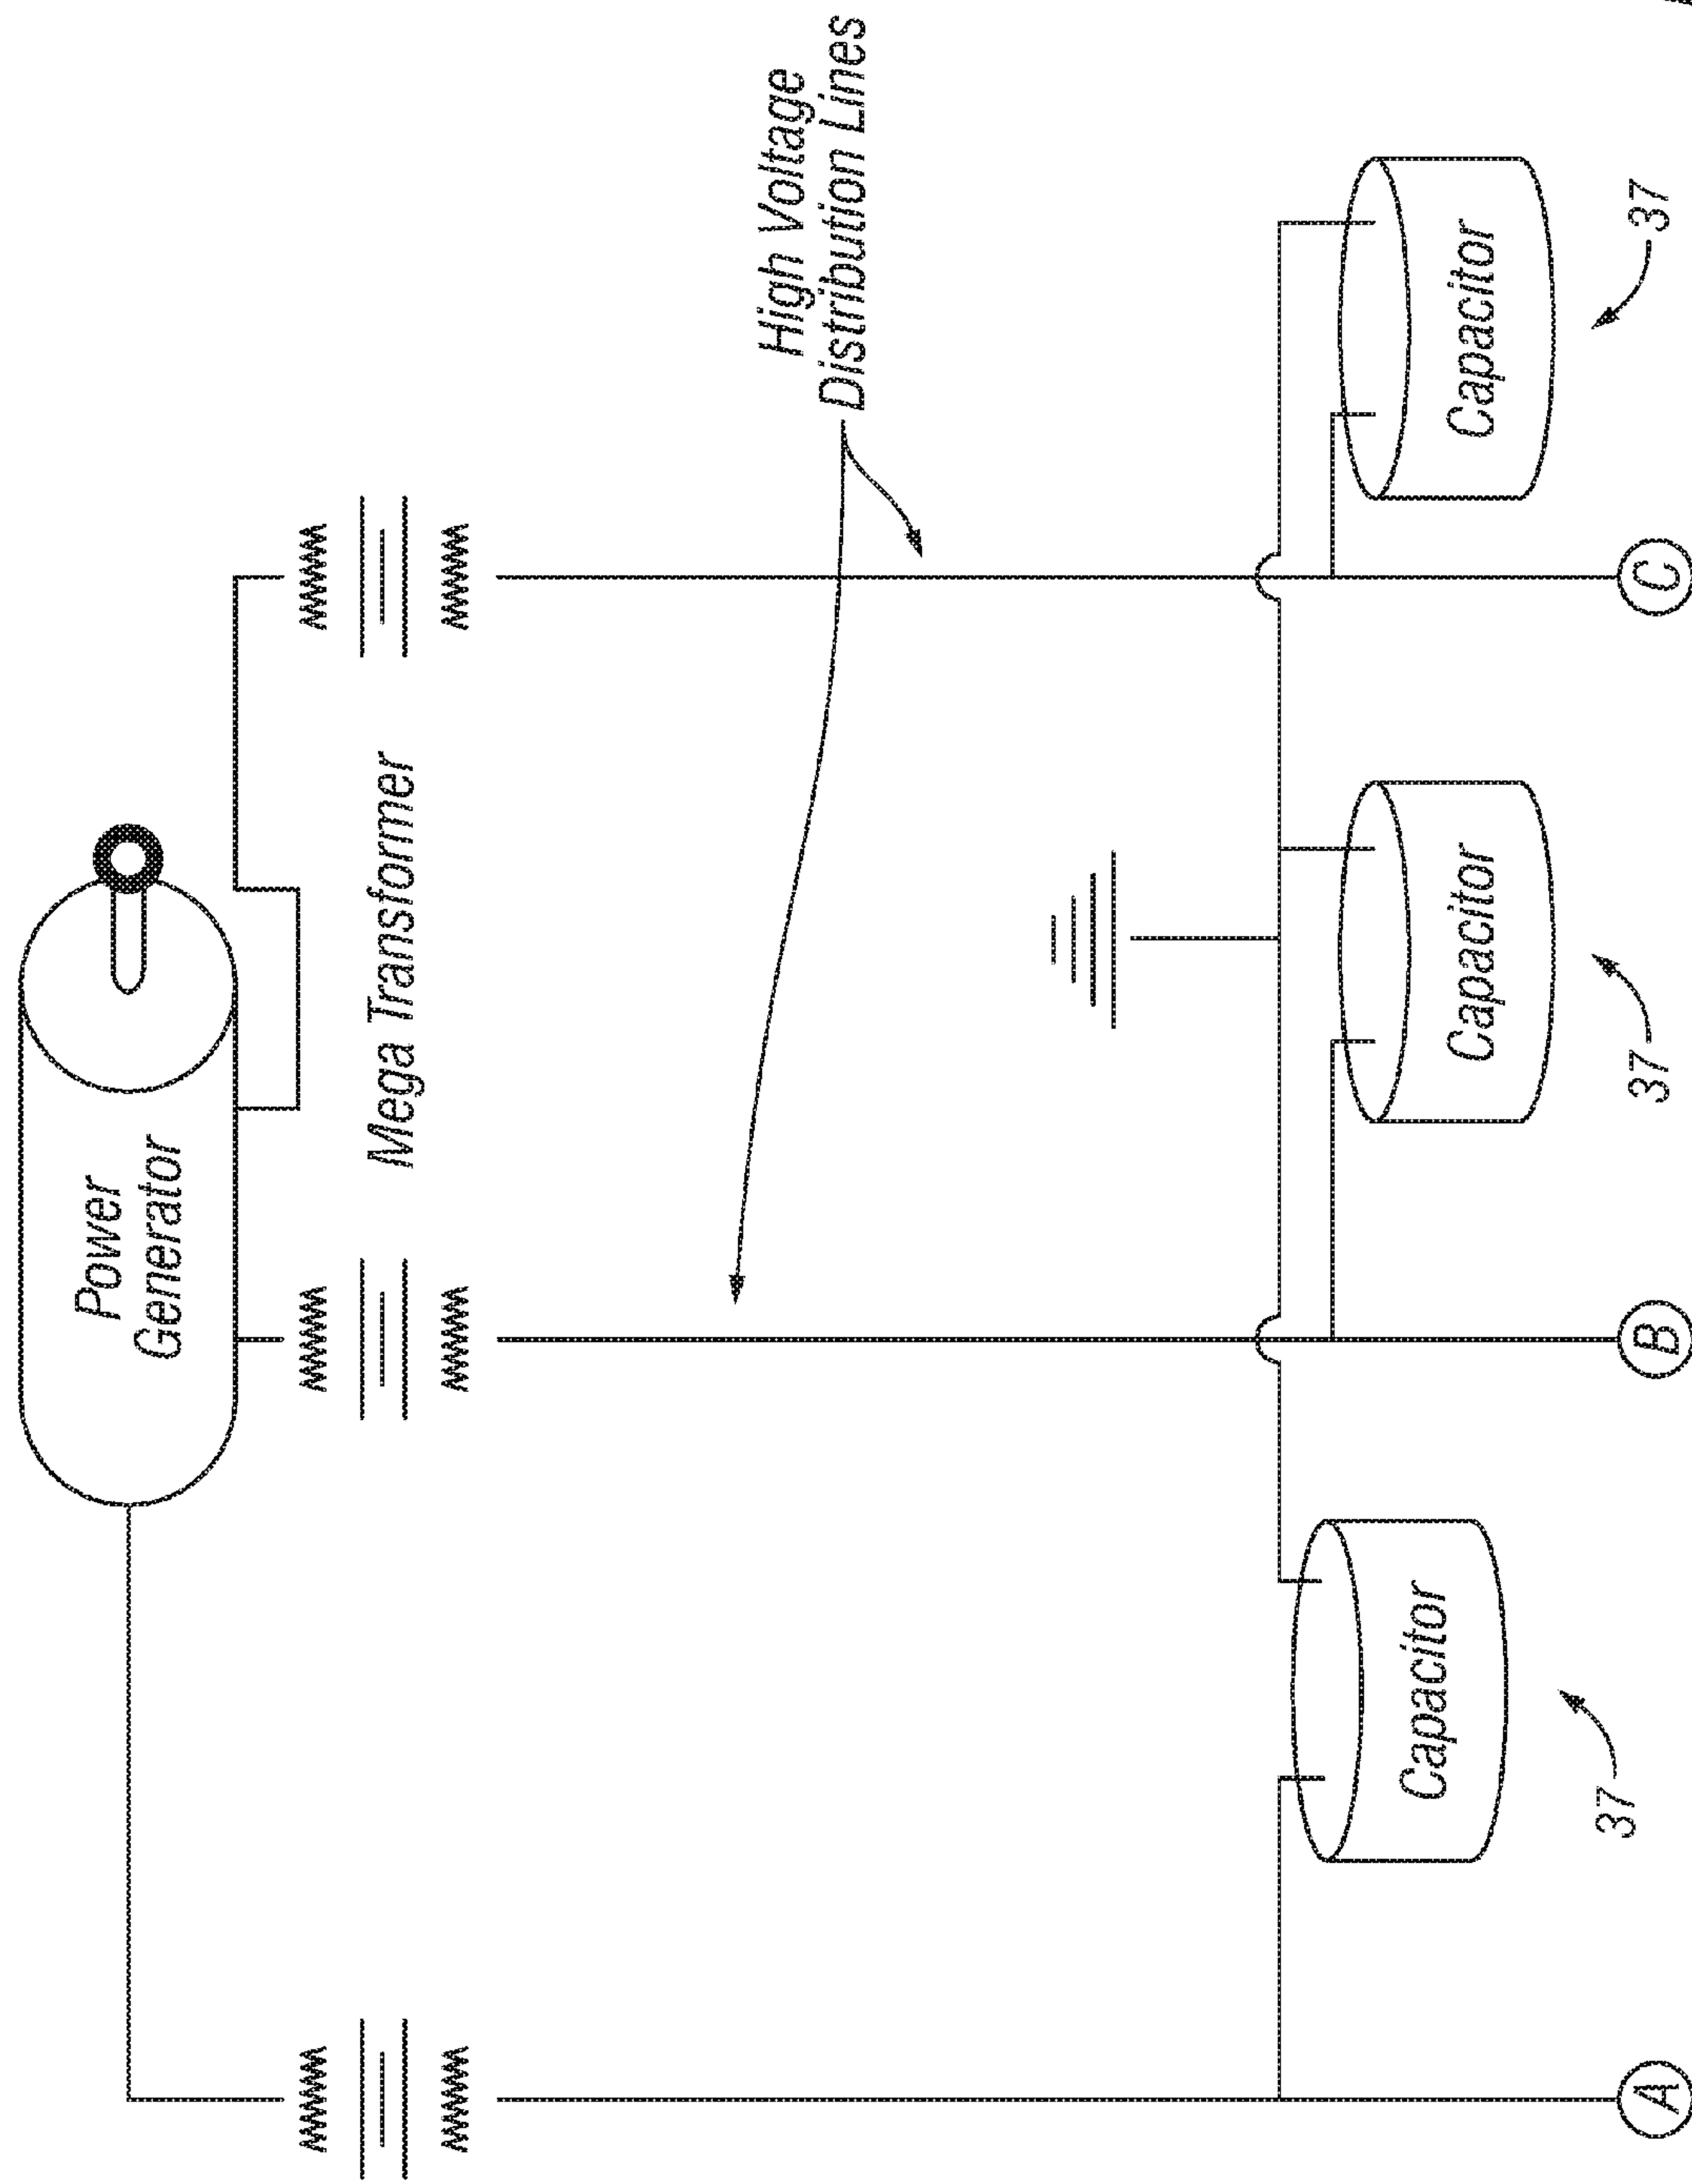 Power
Generator
Mega Transformer
High Voltage
Distribution Lines
Capacitor
Capacitor
Capacitor
37
37
37
A
B
C